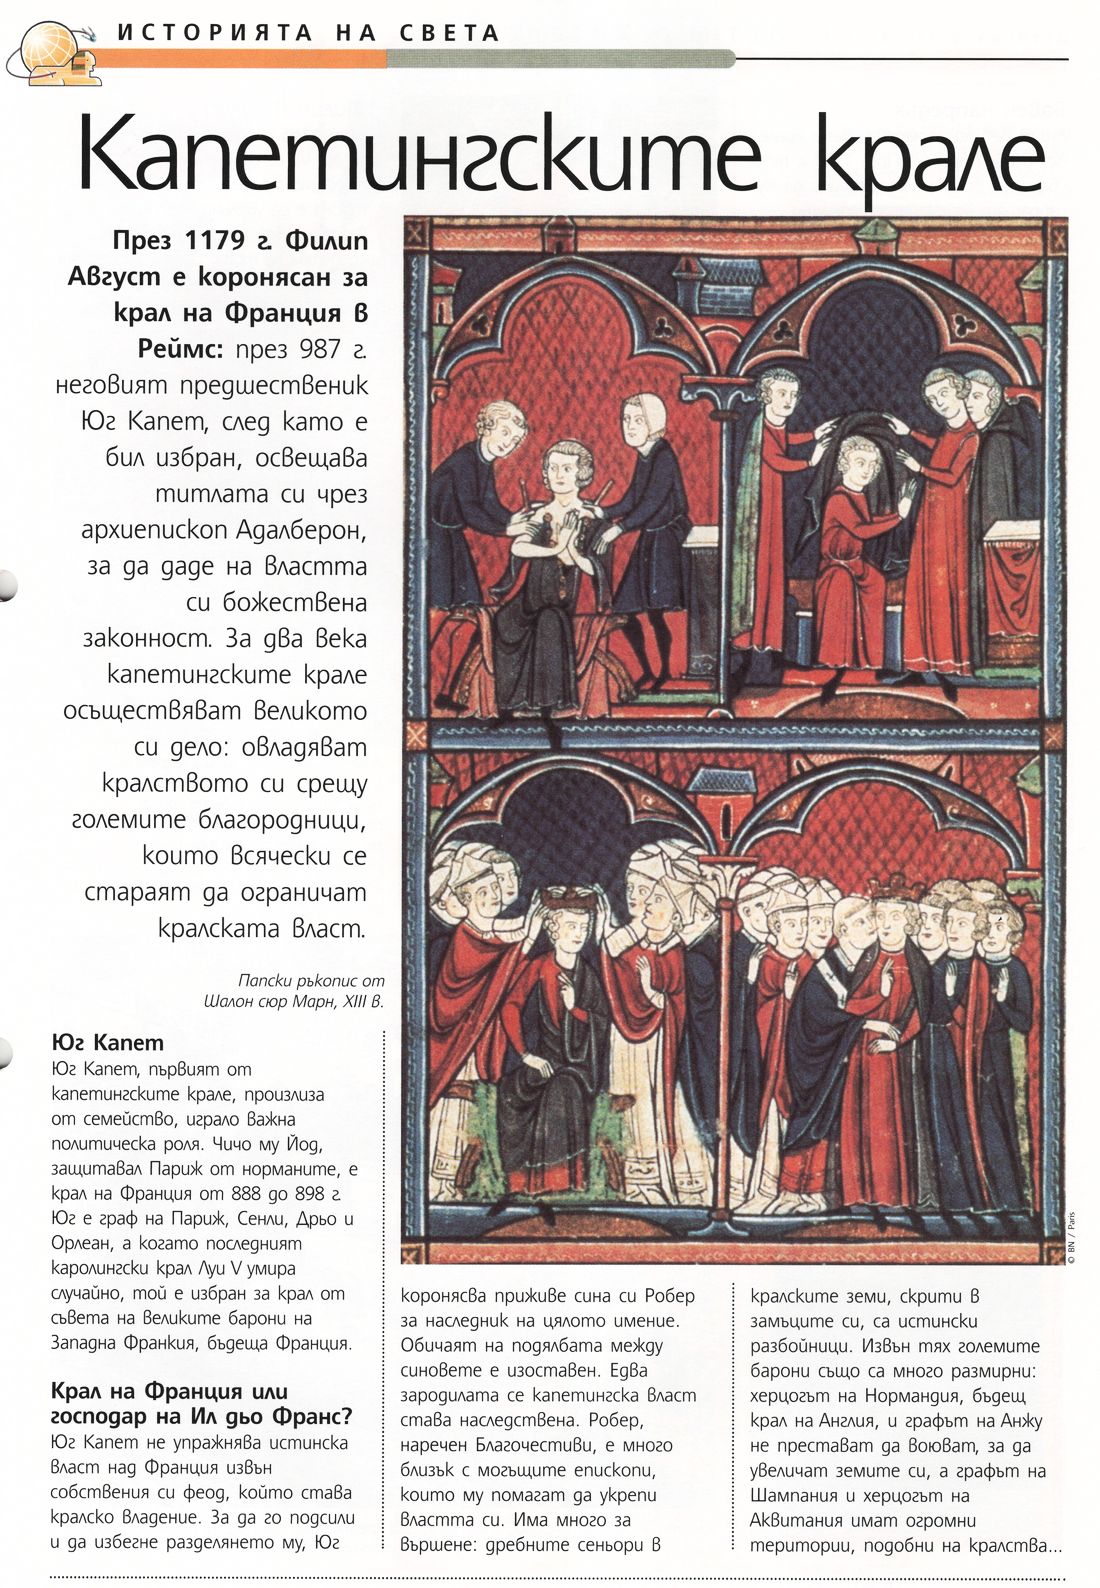 ИСТОРИЯТА НА СВЕТА
Капетингските крале
През 1179 г. Филип
Август е коронясан за
крал на Франция в
Реймс: през 987 г.
неговият предшественик
Юг Капет, след като е
бил избран, освещава
титлата си чрез
архиепископ Адалберон,
за да даде на властта
си божествена
законност. За два века
капетингските крале
осъществяват великото
си дело: овладяват
кралството си срещу
големите благородници,
които всячески се
стараят да ограничат
кралската власт.
Папски ръкопис от
Шалон сюр Марн, XIII в.
© BN / Paris
Юг Капет
Юг Капет, първият от
капетингските крале, произлиза
от семейство, играло важна
политическа роля. Чичо му Йод,
защитавал Париж от норманите, е
крал на Франция от 888 до 898 г.
Юг е граф на Париж, Сенли, Дрьо и
Орлеан, а когато последният
каролингски крал Луи V умира
случайно, той е избран за крал от
съвета на великите барони на
Западна Франкия, бъдеща Франция.
Крал на Франция или
господар на Ил дьо Франс?
Юг Капет не упражнява истинска
власт над Франция извън
собствения си феод, който става
кралско владение. За да го подсили
и да избегне разделянето му, Юг
коронясва приживе сина си Робер
за наследник на цялото имение.
Обичаят на подялбата между
синовете е изоставен. Едва
зародилата се капетингска власт
става наследствена. Робер,
наречен Благочестиви, е много
близък с могъщите епископи,
които му помагат да укрепи
властта си. Има много за
вършене: дребните сеньори в
кралските земи, скрити в
замъците си, са истински
разбойници. Извън тях големите
барони също са много размирни:
херцогът на Нормандия, бъдещ
крал на Англия, и графът на Анжу
не престават да воюват, за да
увеличат земите си, а графът на
Шампания и херцогът на
Аквитания имат огромни
територии, подобни на кралства...